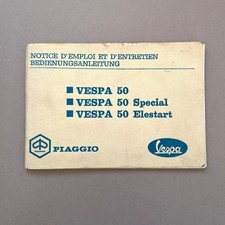 NOTICE D'EMPLOI ET D'ENTRETIEN
BEDIENUNGSANLEITUNG
VESPA 50
VESPA 50 Special
VESPA 50 Elestart
PIAGGIO
Vespa